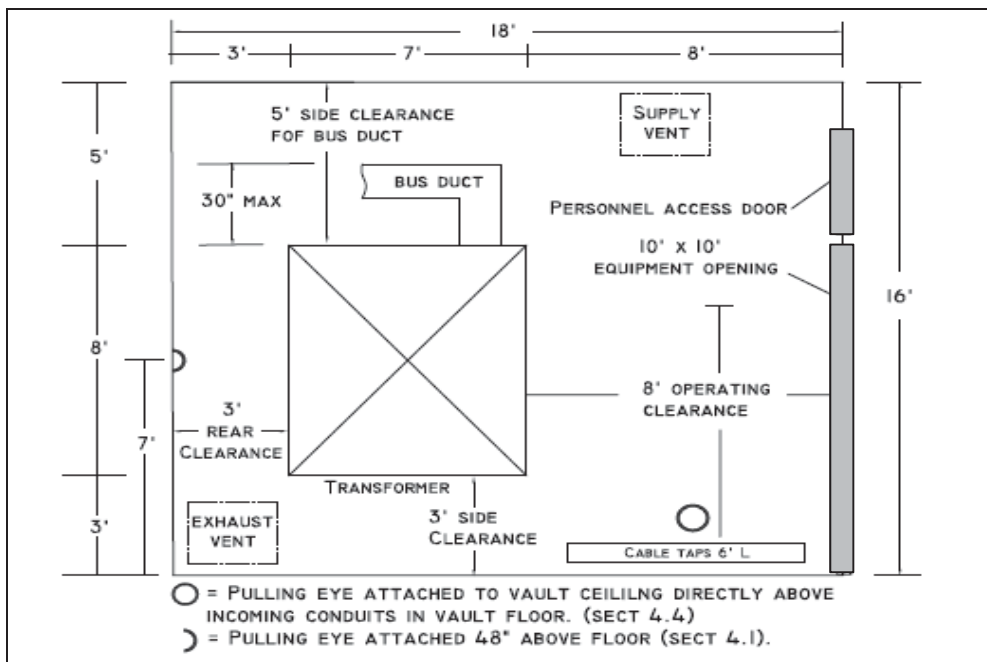 18'
3'
7'
8'
5' SIDE CLEARANCE
FOF BUS DUCT
SUPPLY
VENT
5'
30" MAX
BUS DUCT
PERSONNEL ACCESS DOOR
10' X 10'
EQUIPMENT OPENING
16'
8'
8' OPERATING
CLEARANCE
3'
REAR
CLEARANCE
7'
TRANSFORMER
3' SIDE
CLEARANCE
3'
EXHAUST
VENT
CABLE TAPS 6' L
= PULLING EYE ATTACHED TO VAULT CEILILNG DIRECTLY ABOVE
INCOMING CONDUITS IN VAULT FLOOR. (SECT 4.4)
= PULLING EYE ATTACHED 48" ABOVE FLOOR (SECT 4.1).